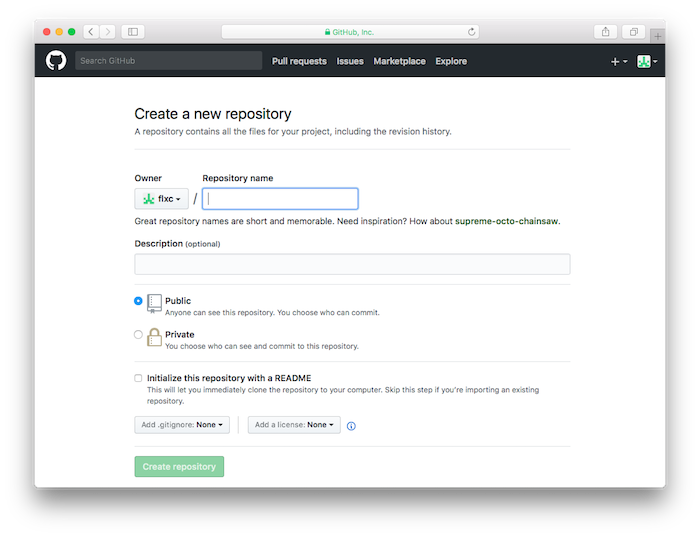 GitHub, Inc.
Search GitHub
Pull requests Issues Marketplace Explore
Create a new repository
A repository contains all the files for your project, including the revision history.
Owner Repository name
flxc /
Great repository names are short and memorable. Need inspiration? How about supreme-octo-chainsaw.
Description (optional)
Public
Anyone can see this repository. You choose who can commit.
Private
You choose who can see and commit to this repository.
Initialize this repository with a README
This will let you immediately clone the repository to your computer. Skip this step if you’re importing an existing
repository.
Add .gitignore: None Add a license: None
Create repository